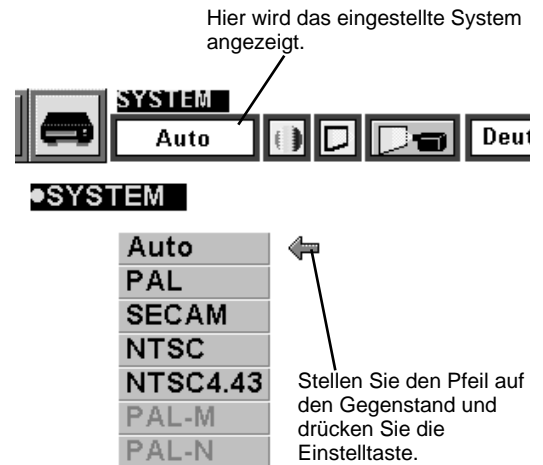 Hier wird das eingestellte System
angezeigt.
SYSTEM
Auto
Deut
●SYSTEM
Auto
PAL
SECAM
NTSC
NTSC4.43
PAL-M
PAL-N
Stellen Sie den Pfeil auf
den Gegenstand und
drücken Sie die
Einstelltaste.